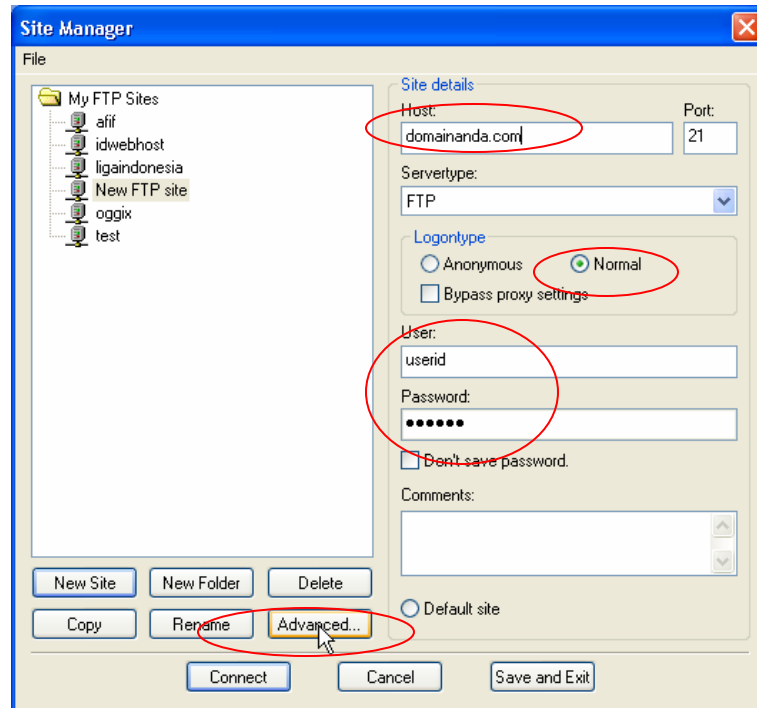 Site Manager
File
My FTP Sites
afif
idwebhost
ligaindonesia
New FTP site
oggix
test
New Site
New Folder
Delete
Copy
Rename
Advanced...
Site details
Host:
Port:
domainanda.com
21
Servertype:
FTP
Logontype
Anonymous
Normal
Bypass proxy settings
User:
userid
Password:
••••••
Don't save password.
Comments:
Default site
Connect
Cancel
Save and Exit